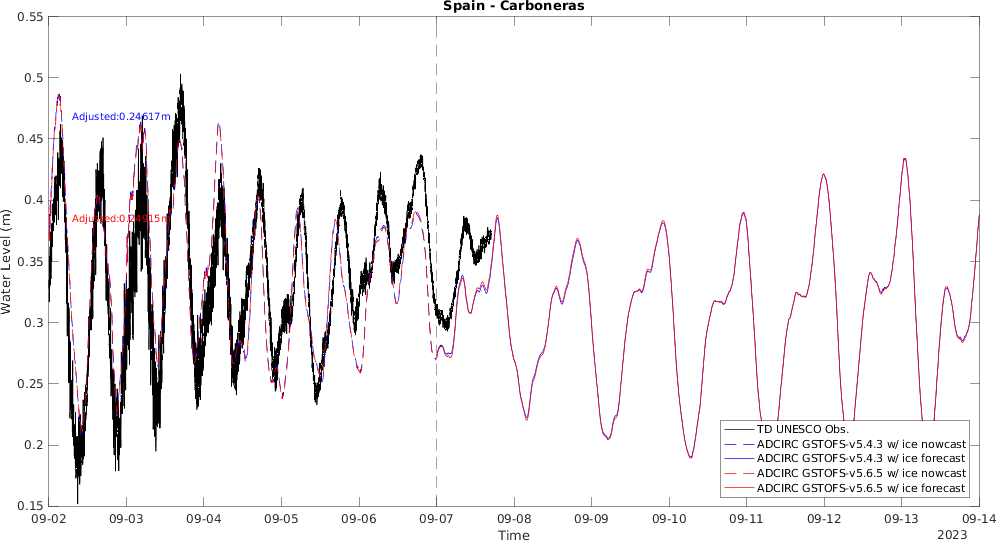 Spain - Carboneras
0.55
0.5
0.45
0.4
0.35
0.3
0.25
0.2
0.15
Water Level (m)
Adjusted:0.24617m
TD UNESCO Obs.
ADCIRC GSTOFS-v5.4.3 w/ ice nowcast
ADCIRC GSTOFS-v5.4.3 w/ ice forecast
ADCIRC GSTOFS-v5.6.5 w/ ice nowcast
ADCIRC GSTOFS-v5.6.5 w/ ice forecast
09-02 09-03 09-04 09-05 09-06 09-07 09-08 09-09 09-10 09-11 09-12 09-13 09-14
Time
2023